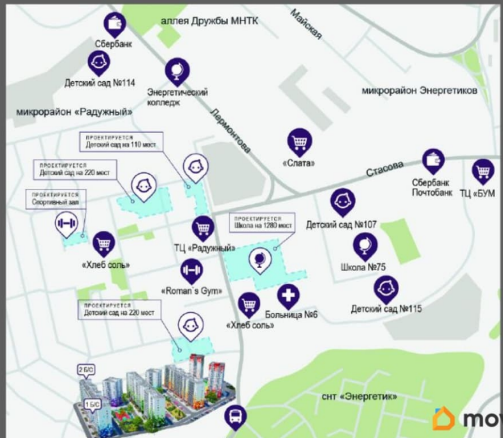 аллея Дружбы МНТК
Майская
Сбербанк
Детский сад №114
Энергетический
колледж
микрорайон Энергетиков
микрорайон «Радужный»
Лермонтова
ПРОЕКТИРУЕТСЯ
Детский сад на 110 мест
«Слата»
Стасова
ПРОЕКТИРУЕТСЯ
Детский сад на 220 мест
Сбербанк
Почтобанк
ТЦ «БУМ
ПРОЕКТИРУЕТСЯ
Спортивный зал
ПРОЕКТИРУЕТСЯ
Школа на 1280 мест
Детский сад №107
ТЦ «Радужный»
«Хлеб соль»
Школа №75
«Roman`s Gym»
ПРОЕКТИРУЕТСЯ
Детский сад на 220 мест
«Хлеб соль»
Больница №6
Детский сад №115
2 Б/С
1 Б/С
снт «Энергетик»
мо